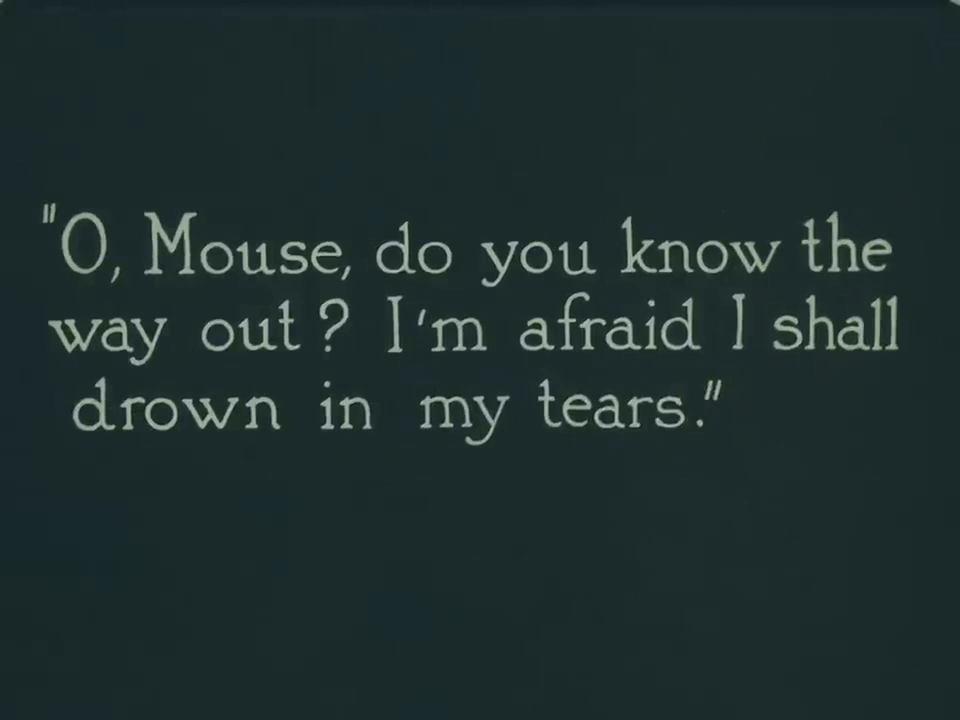 "O, Mouse, do you know the
way out? I'm afraid I shall
drown in my tears."